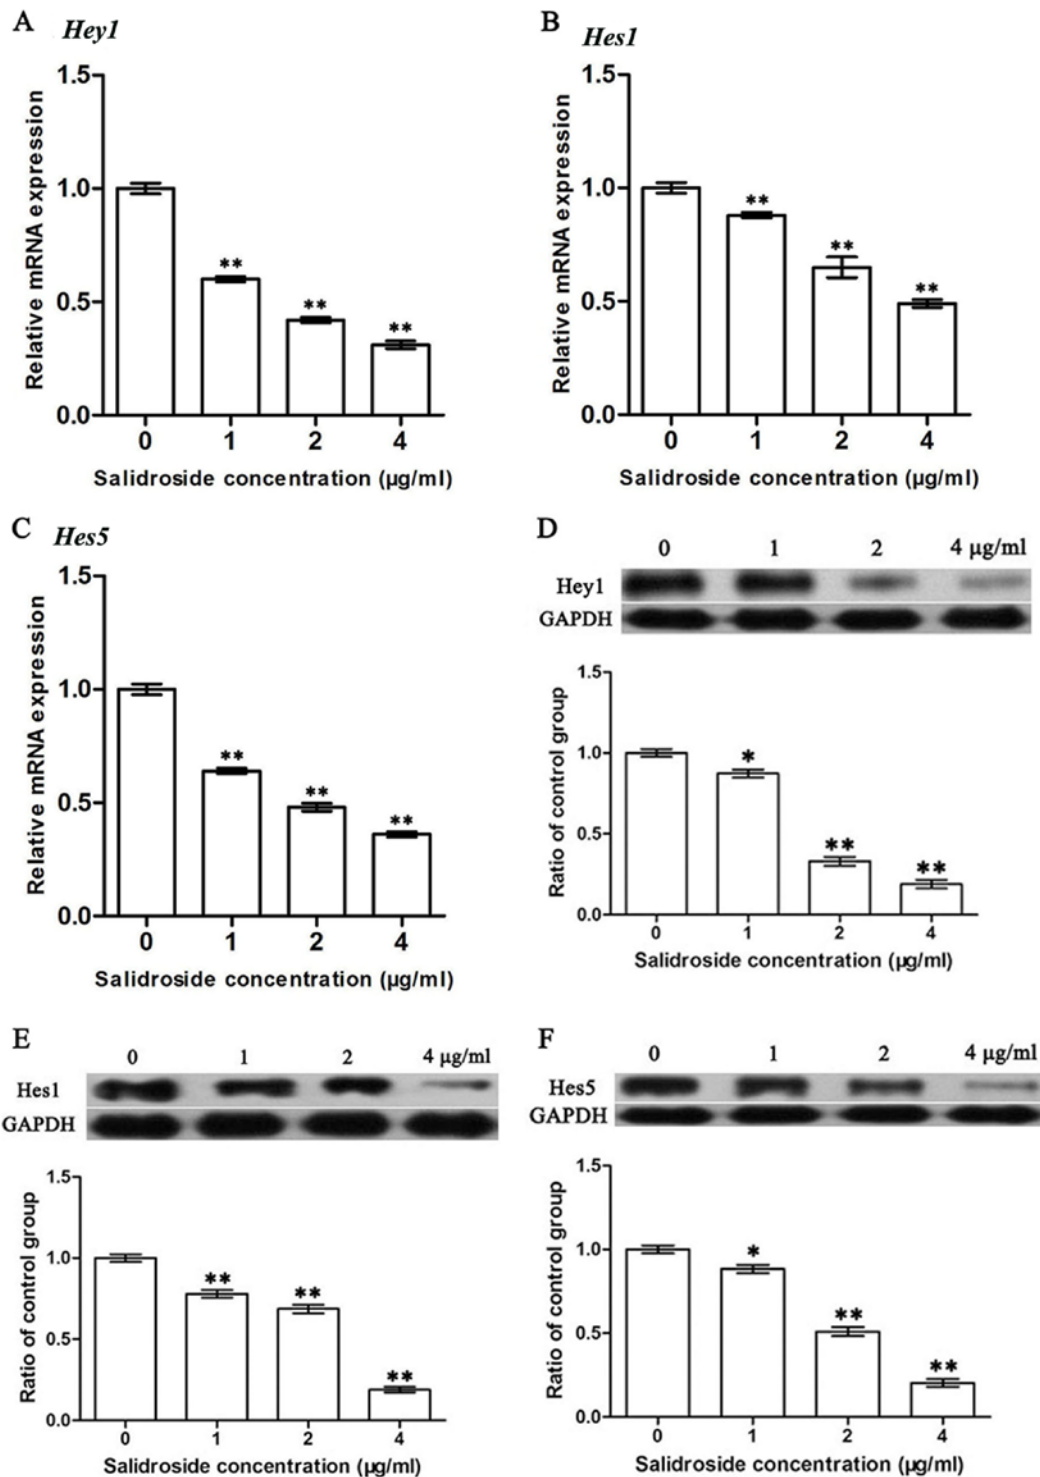 A Hey1
1.5
1.0
0.5
0.0
Relative mRNA expression
**
**
**
0 1 2 4
Salidroside concentration (µg/ml)
B Hes1
1.5
1.0
0.5
0.0
Relative mRNA expression
**
**
**
0 1 2 4
Salidroside concentration (µg/ml)
C Hes5
1.5
1.0
0.5
0.0
Relative mRNA expression
**
**
**
0 1 2 4
Salidroside concentration (µg/ml)
D
0 1 2 4 µg/ml
Hey1
GAPDH
1.5
1.0
0.5
0.0
Ratio of control group
*
**
**
0 1 2 4
Salidroside concentration (µg/ml)
E
0 1 2 4 µg/ml
Hes1
GAPDH
1.5
1.0
0.5
0.0
Ratio of control group
**
**
**
0 1 2 4
Salidroside concentration (µg/ml)
F
0 1 2 4 µg/ml
Hes5
GAPDH
1.5
1.0
0.5
0.0
Ratio of control group
*
**
**
0 1 2 4
Salidroside concentration (µg/ml)